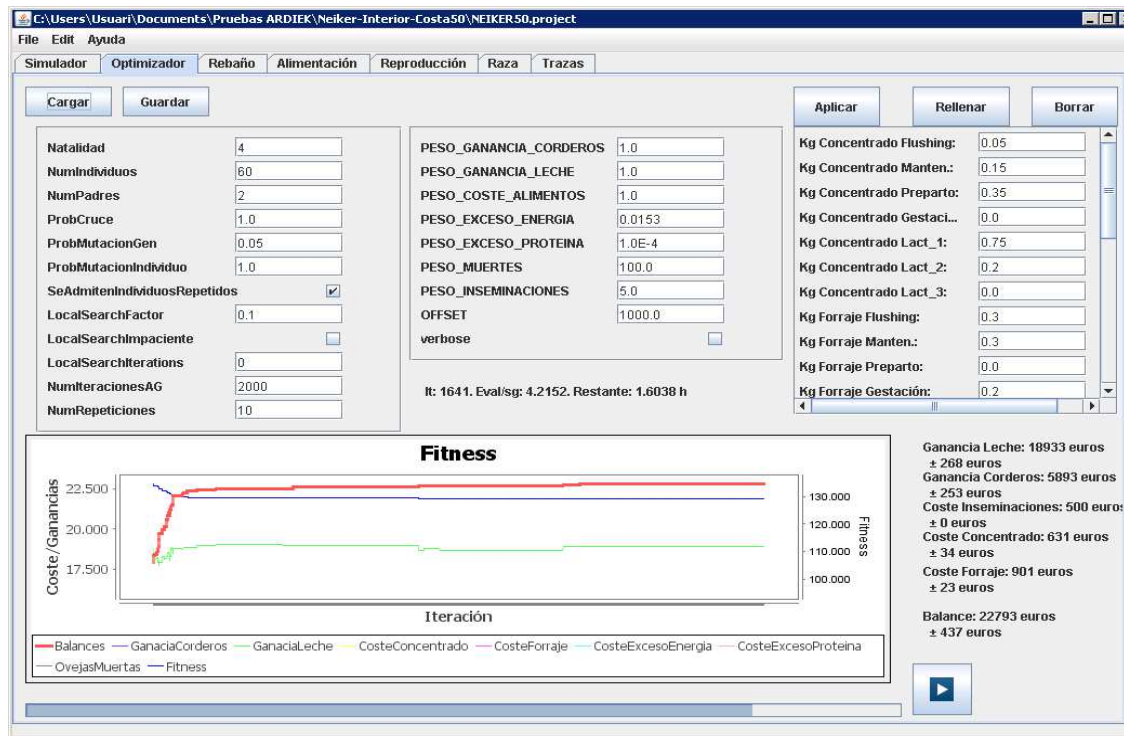 C:\Users\Usuari\Documents\Pruebas ARDIEK\Neiker-Interior-Costa50\NEIKER50.project
File Edit Ayuda
Simulador Optimizador Rebaño Alimentación Reproducción Raza Trazas
Cargar Guardar
Aplicar Rellenar Borrar
Natalidad 4
NumIndividuos 60
NumPadres 2
ProbCruce 1.0
ProbMutacionGen 0.05
ProbMutacionIndividuo 1.0
SeAdmitenIndividuosRepetidos
LocalSearchFactor 0.1
LocalSearchImpaciente
LocalSearchIterations 0
NumIteracionesAG 2000
NumRepeticiones 10
PESO_GANANCIA_CORDEROS 1.0
PESO_GANANCIA_LECHE 1.0
PESO_COSTE_ALIMENTOS 1.0
PESO_EXCESO_ENERGIA 0.0153
PESO_EXCESO_PROTEINA 1.0E-4
PESO_MUERTES 100.0
PESO_INSEMINACIONES 5.0
OFFSET 1000.0
verbose
It: 1641. Eval/sg: 4.2152. Restante: 1.6038 h
Kg Concentrado Flushing: 0.05
Kg Concentrado Manten.: 0.15
Kg Concentrado Preparto: 0.35
Kg Concentrado Gestaci... 0.0
Kg Concentrado Lact_1: 0.75
Kg Concentrado Lact_2: 0.2
Kg Concentrado Lact_3: 0.0
Kg Forraje Flushing: 0.3
Kg Forraje Manten.: 0.3
Kg Forraje Preparto: 0.0
Kg Forraje Gestación: 0.2
Fitness
Coste/Ganancias
22.500
20.000
17.500
130.000
120.000
110.000
100.000
Fitness
Iteración
Balances GanaciaCorderos GanaciaLeche CosteConcentrado CosteForraje CosteExcesoEnergia CosteExcesoProteina
OvejasMuertas Fitness
Ganancia Leche: 18933 euros
± 268 euros
Ganancia Corderos: 5893 euros
± 253 euros
Coste Inseminaciones: 500 euros
± 0 euros
Coste Concentrado: 631 euros
± 34 euros
Coste Forraje: 901 euros
± 23 euros
Balance: 22793 euros
± 437 euros